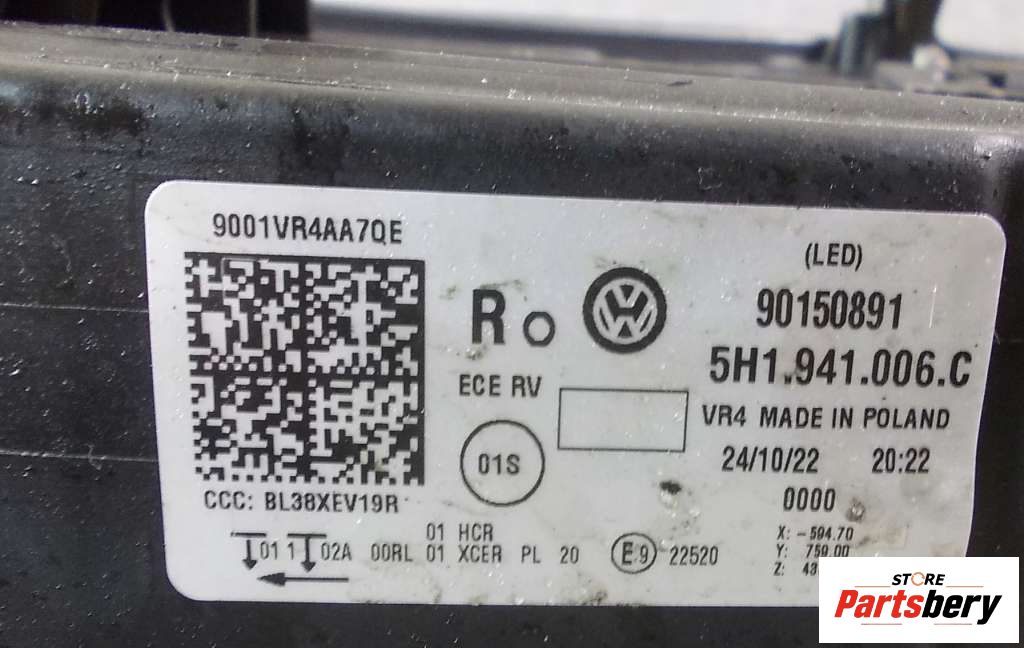 9001VR4AA7QE
(LED)
90150891
5H1.941.006.C
R
VW
ECE RV
VR4 MADE IN POLAND
01S
24/10/22 20:22
0000
CCC: BL38XEV19R
01 HCR
01 1 02A 00RL 01 XCER PL 20 E9 22520
X: -594.70
Y: 759.00
Z: 43
STORE
Partsbery